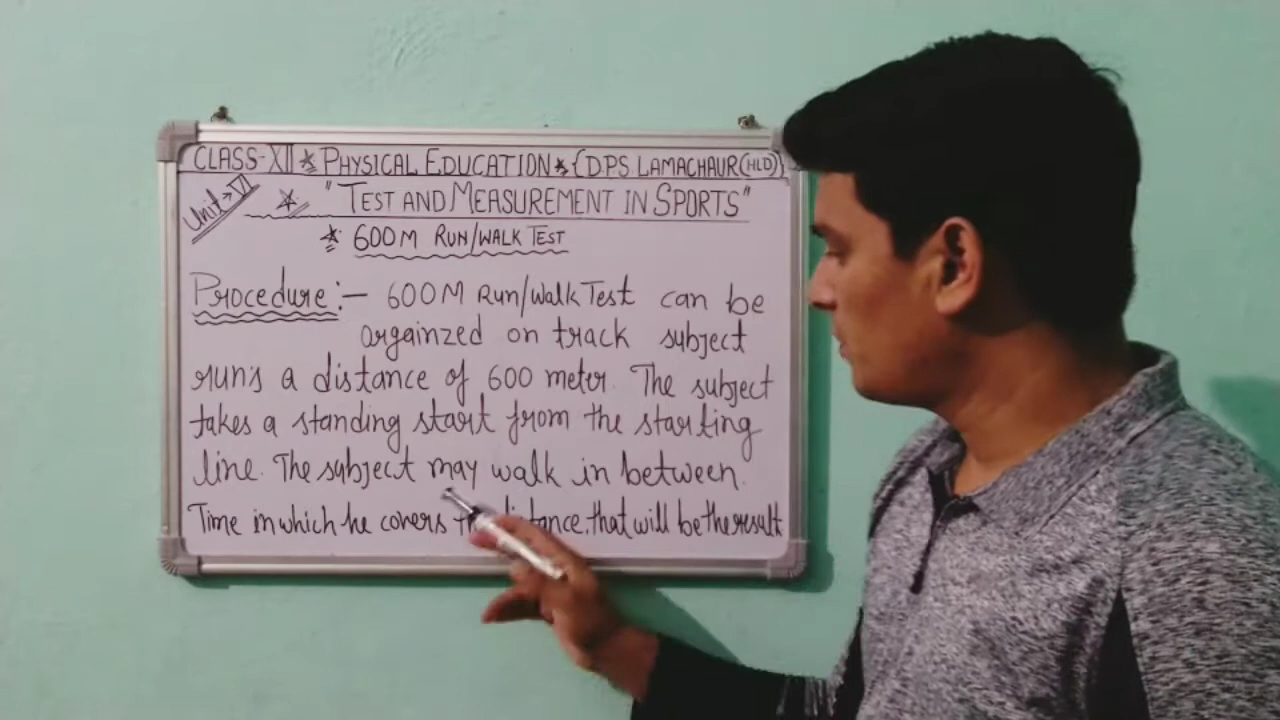 CLASS-XII * PHYSICAL EDUCATION * {D.P.S. LAMACHAUR(HLD)}
Unit→VI
* "TEST AND MEASUREMENT IN SPORTS"
* 600M RUN/WALK TEST
Procedure:- 600M Run/Walk Test can be
orgainzed on track subject
run's a distance of 600 meter. The subject
takes a standing start from the starting
line. The subject may walk in between.
Time in which he covers distance, that will be the result